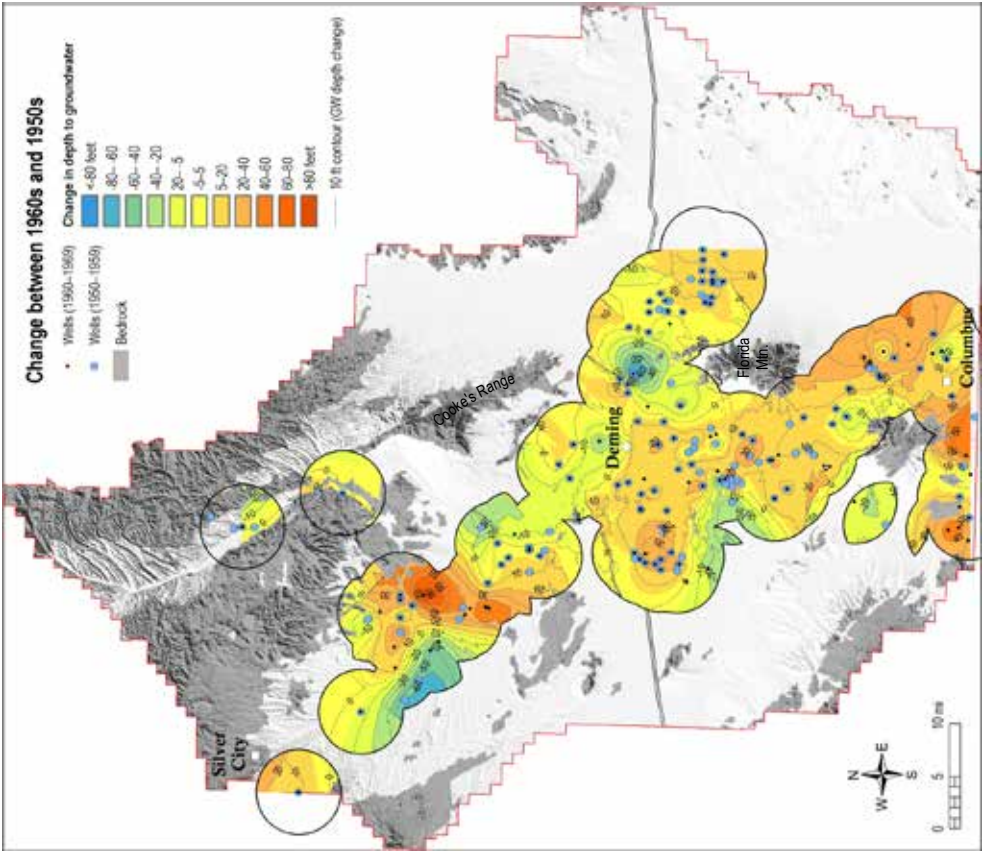 Change between 1960s and 1950s
Wells (1960–1969)
Wells (1950–1959)
Bedrock
Change in depth to groundwater
<-80 feet
-80–-60
-60–-40
-40–-20
20–-5
-5–5
5–20
20–40
40–60
60–80
>80 feet
10 ft contour (GW depth change)
Silver
City
Cooke's Range
Deming
Florida
Mtn.
Columbus
N
W
E
S
0
5
10 mi